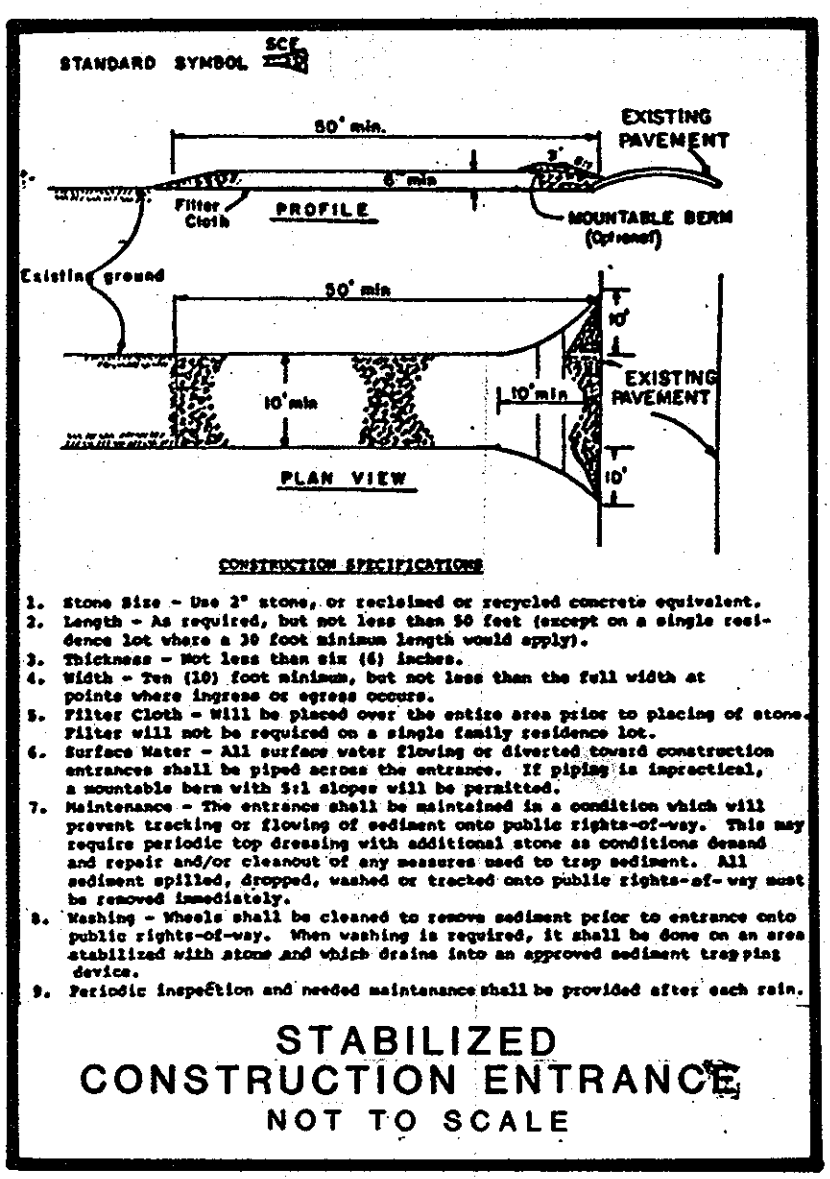 STANDARD SYMBOL SCE
50' min.
EXISTING
PAVEMENT
6" min
Filter
Cloth
PROFILE
MOUNTABLE BERM
(Optional)
Existing ground
50' min
10'
10' min
10' min
EXISTING
PAVEMENT
PLAN VIEW
10'
CONSTRUCTION SPECIFICATIONS
1. Stone Size - Use 2" stone, or reclaimed or recycled concrete equivalent.
2. Length - As required, but not less than 50 feet (except on a single resi-
dence lot where a 30 foot minimum length would apply).
3. Thickness - Not less than six (6) inches.
4. Width - Ten (10) foot minimum, but not less than the full width at
points where ingress or egress occurs.
5. Filter Cloth - Will be placed over the entire area prior to placing of stone.
Filter will not be required on a single family residence lot.
6. Surface Water - All surface water flowing or diverted toward construction
entrances shall be piped across the entrance. If piping is impractical,
a mountable berm with 5:1 slopes will be permitted.
7. Maintenance - The entrance shall be maintained in a condition which will
prevent tracking or flowing of sediment onto public rights-of-way. This may
require periodic top dressing with additional stone as conditions demand
and repair and/or cleanout of any measures used to trap sediment. All
sediment spilled, dropped, washed or tracked onto public rights-of-way must
be removed immediately.
8. Washing - Wheels shall be cleaned to remove sediment prior to entrance onto
public rights-of-way. When washing is required, it shall be done on an area
stabilized with stone and which drains into an approved sediment trapping
device.
9. Periodic inspection and needed maintenance shall be provided after each rain.
STABILIZED
CONSTRUCTION ENTRANCE
NOT TO SCALE